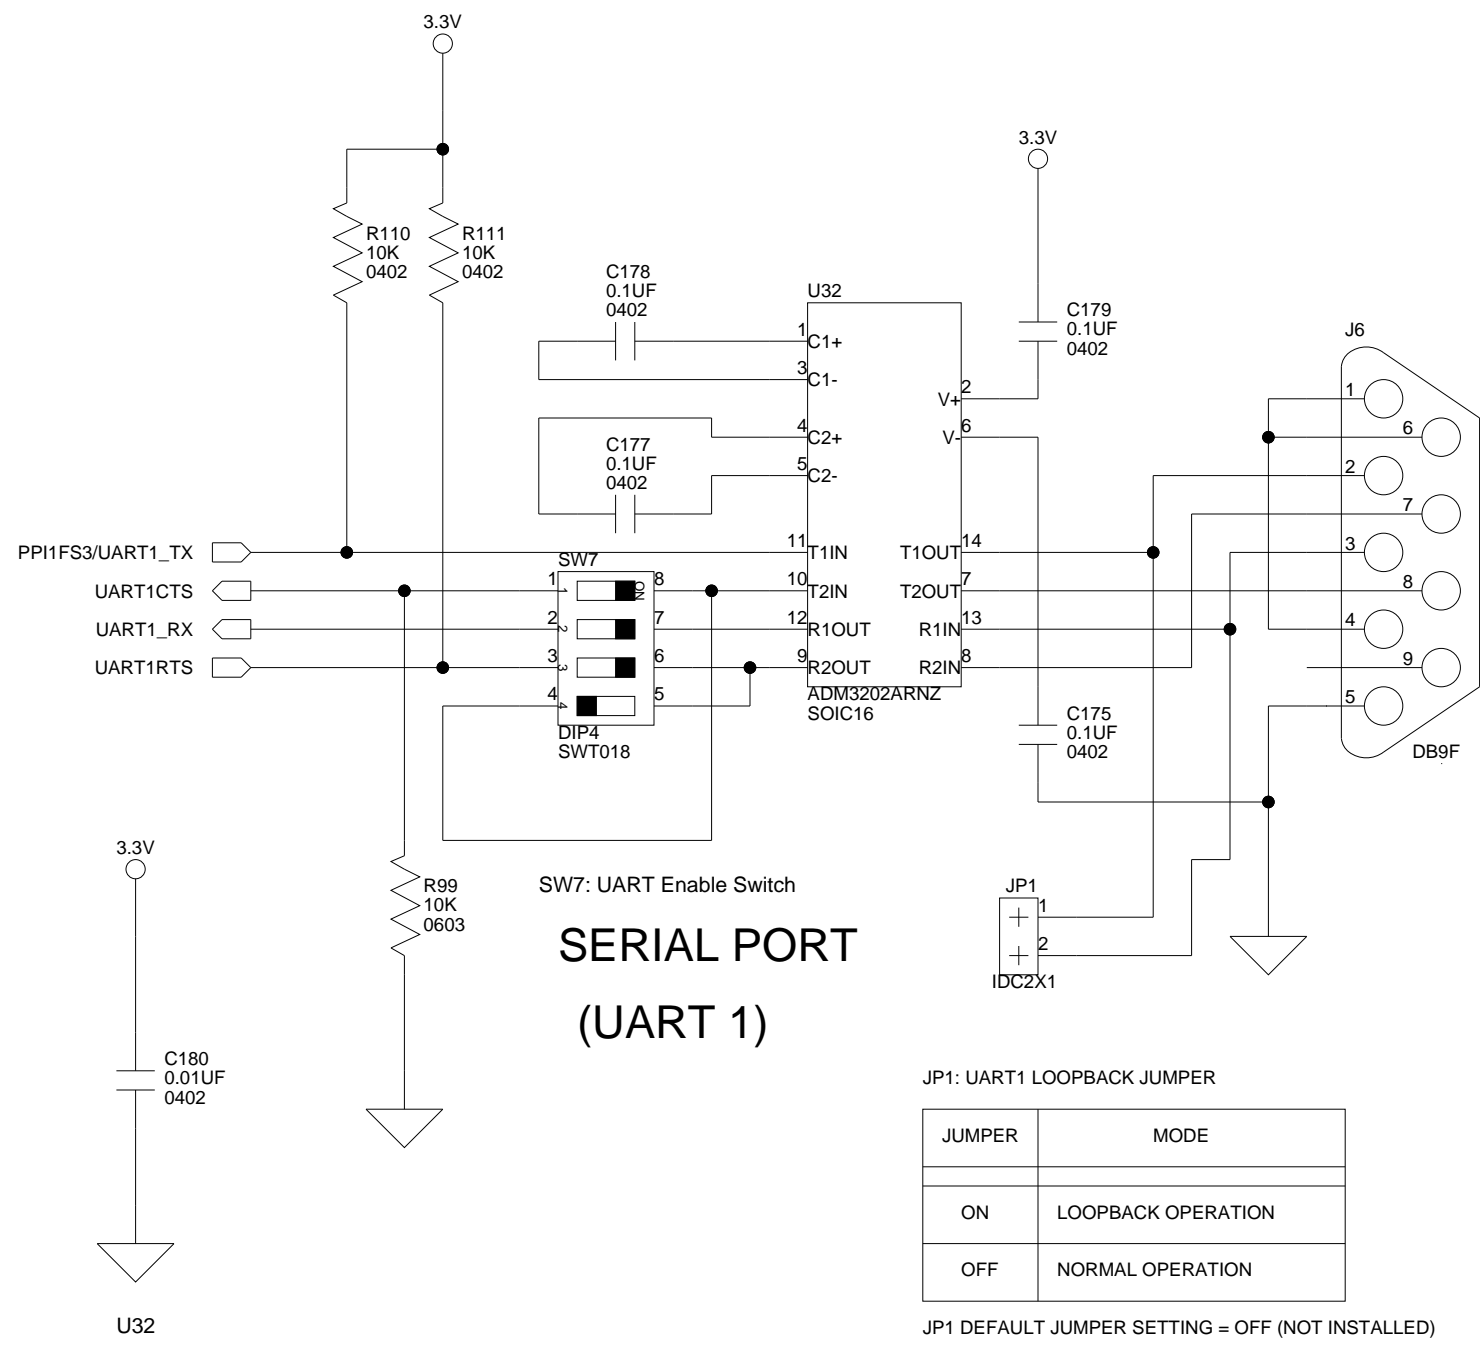 3.3V
3.3V
R110
10K
0402
R111
10K
0402
C178
0.1UF
0402
U32
C179
0.1UF
0402
J6
1
C1+
3
C1-
2
V+
4
C2+
6
V-
5
C2-
C177
0.1UF
0402
1
6
2
7
3
8
4
9
5
DB9F
PPI1FS3/UART1_TX
UART1CTS
UART1_RX
UART1RTS
SW7
ON
1
1
8
2
2
7
3
3
6
4
4
5
DIP4
SWT018
11
T1IN
T1OUT
14
10
T2IN
T2OUT
7
12
R1OUT
R1IN
13
9
R2OUT
R2IN
8
ADM3202ARNZ
SOIC16
C175
0.1UF
0402
3.3V
R99
10K
0603
SW7: UART Enable Switch
SERIAL PORT
(UART 1)
JP1
1
2
IDC2X1
C180
0.01UF
0402
U32
JP1: UART1 LOOPBACK JUMPER
JUMPER MODE
ON LOOPBACK OPERATION
OFF NORMAL OPERATION
JP1 DEFAULT JUMPER SETTING = OFF (NOT INSTALLED)